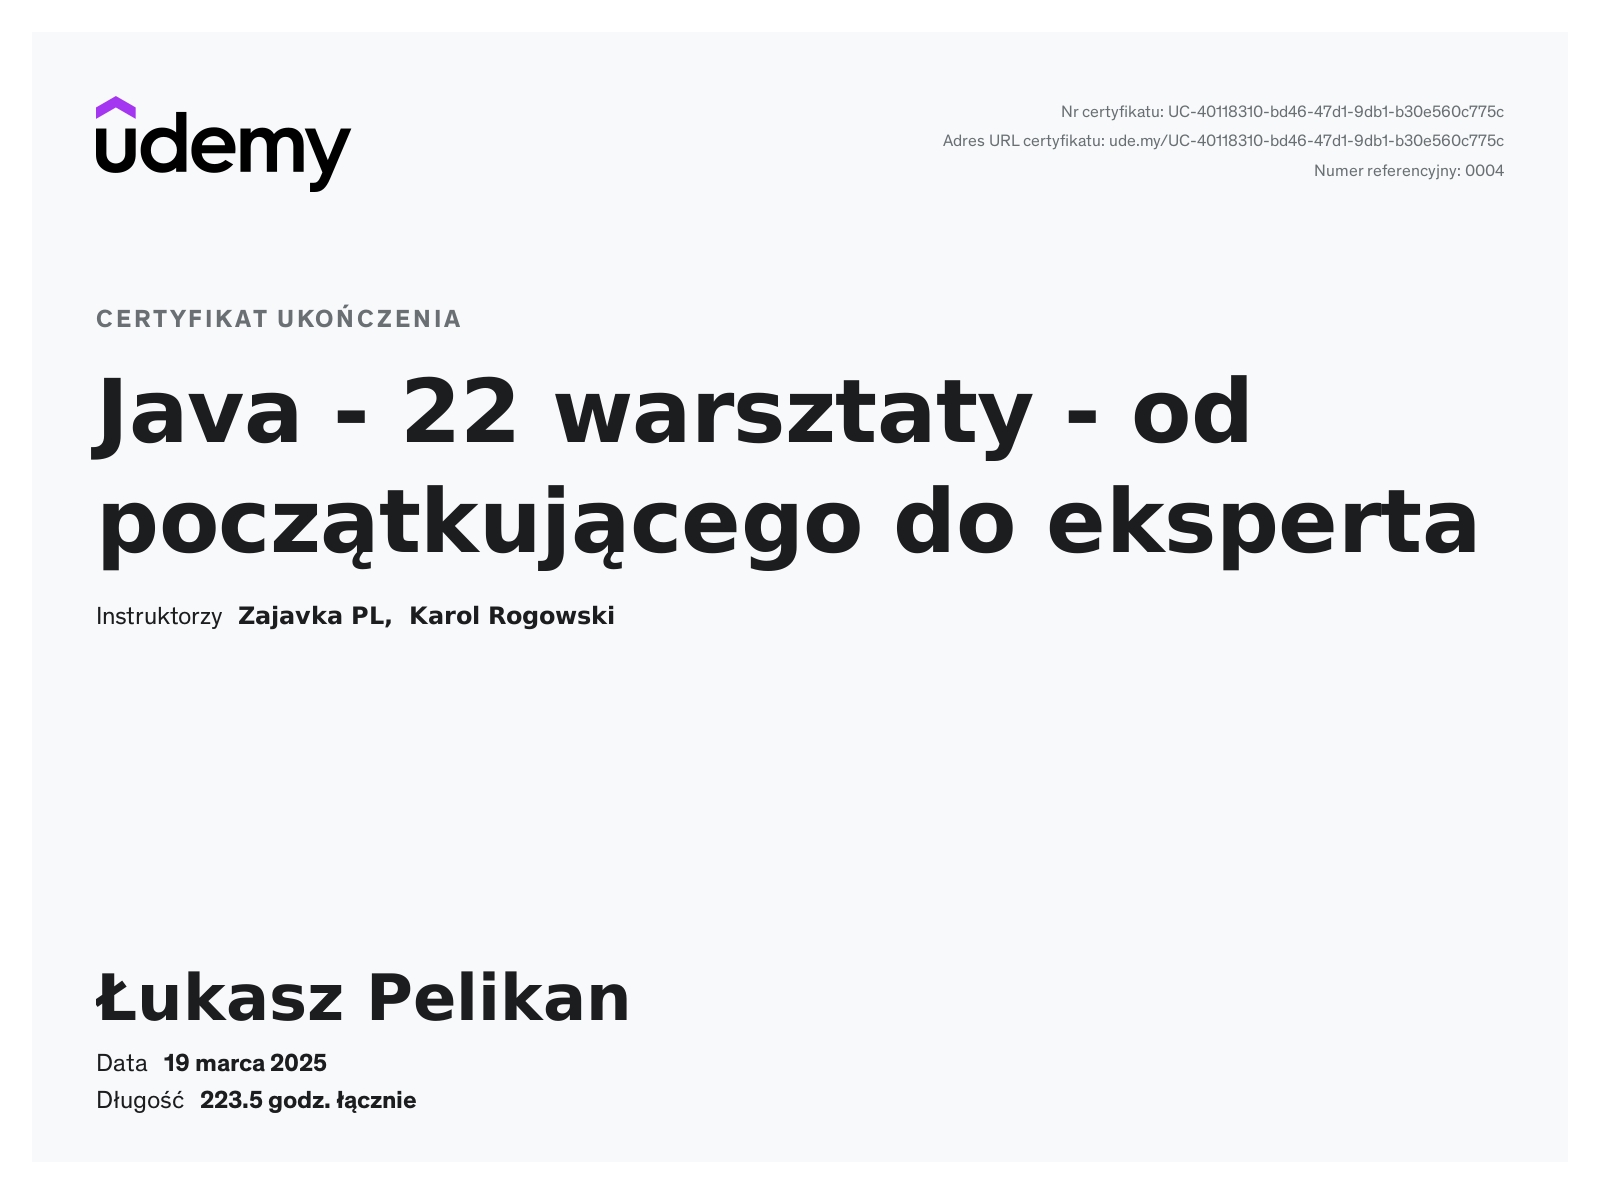 udemy
Nr certyfikatu: UC-40118310-bd46-47d1-9db1-b30e560c775c
Adres URL certyfikatu: ude.my/UC-40118310-bd46-47d1-9db1-b30e560c775c
Numer referencyjny: 0004
CERTYFIKAT UKOŃCZENIA
Java - 22 warsztaty - od
początkującego do eksperta
Instruktorzy Zajavka PL, Karol Rogowski
Łukasz Pelikan
Data 19 marca 2025
Długość 223.5 godz. łącznie